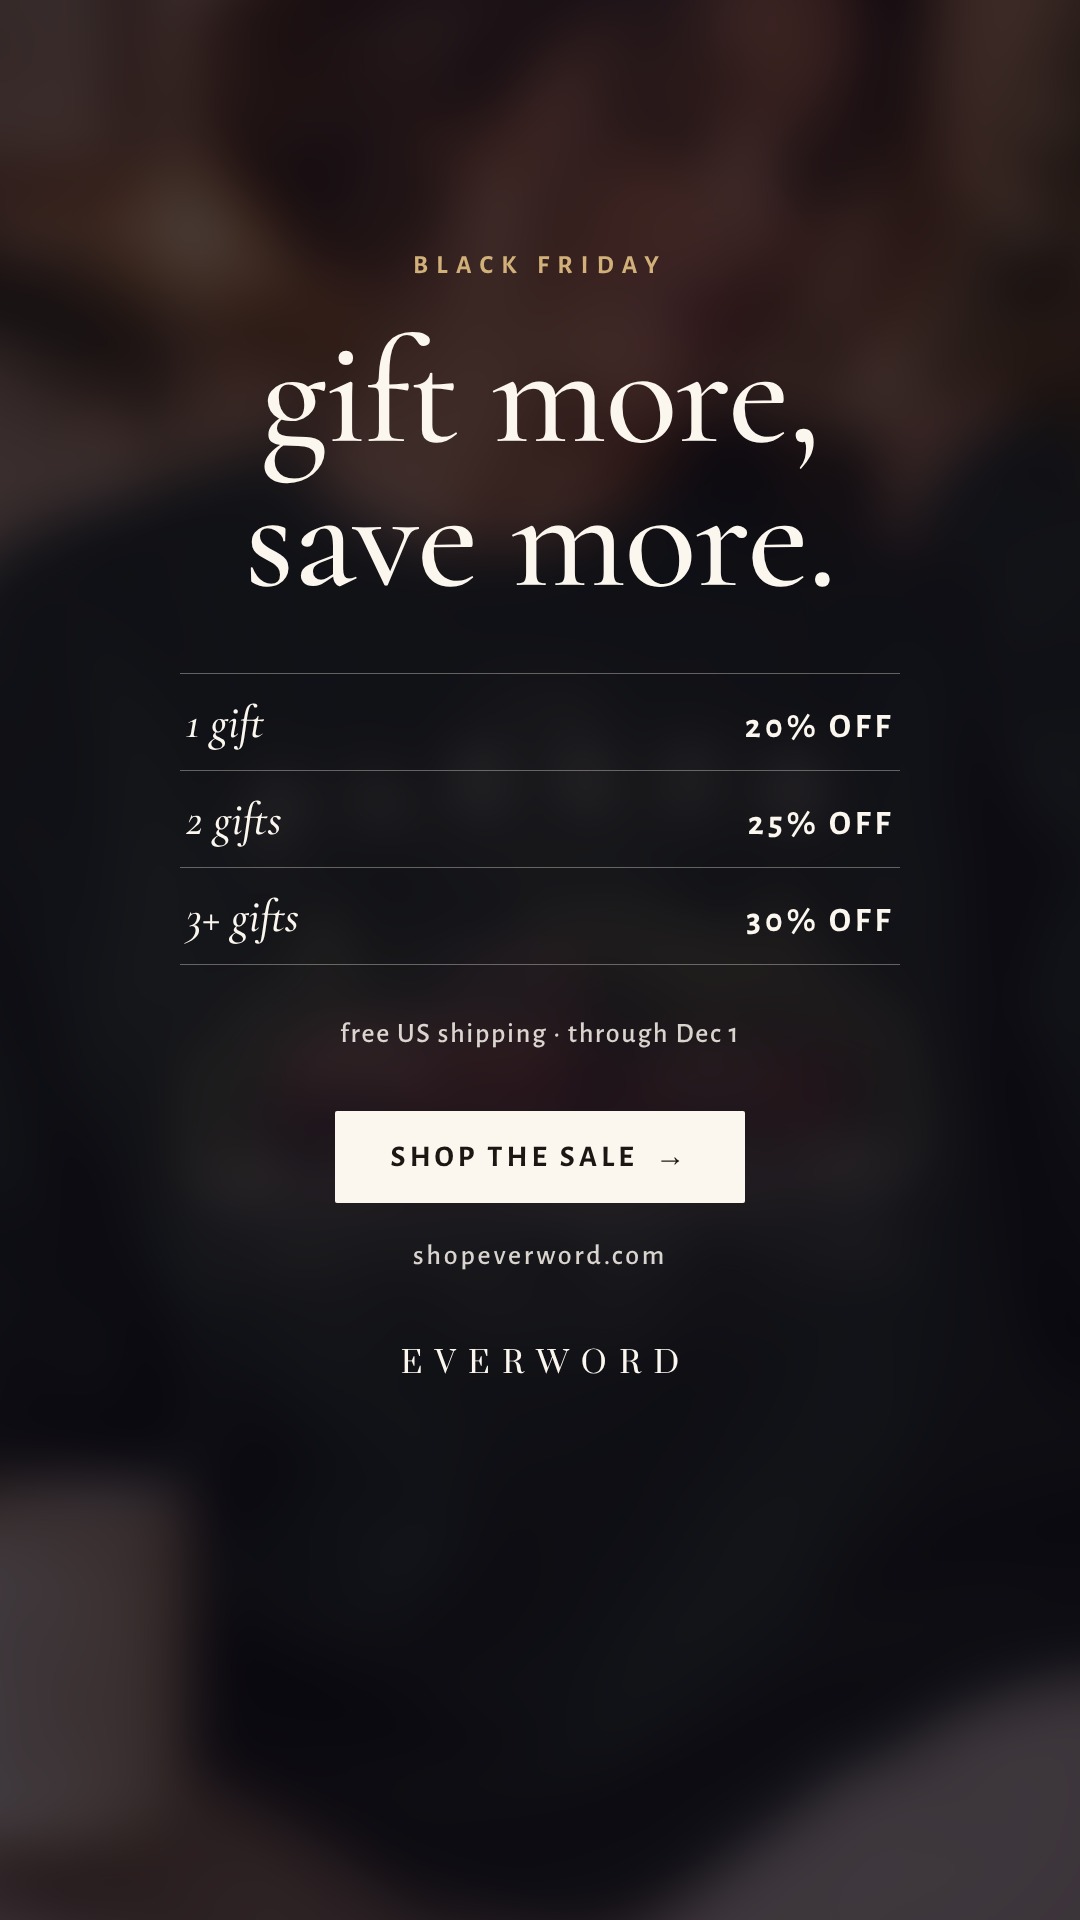 BLACK FRIDAY
gift more,
save more.
1 gift 20% OFF
2 gifts 25% OFF
3+ gifts 30% OFF
free US shipping · through Dec 1
SHOP THE SALE →
shopeverword.com
EVERWORD